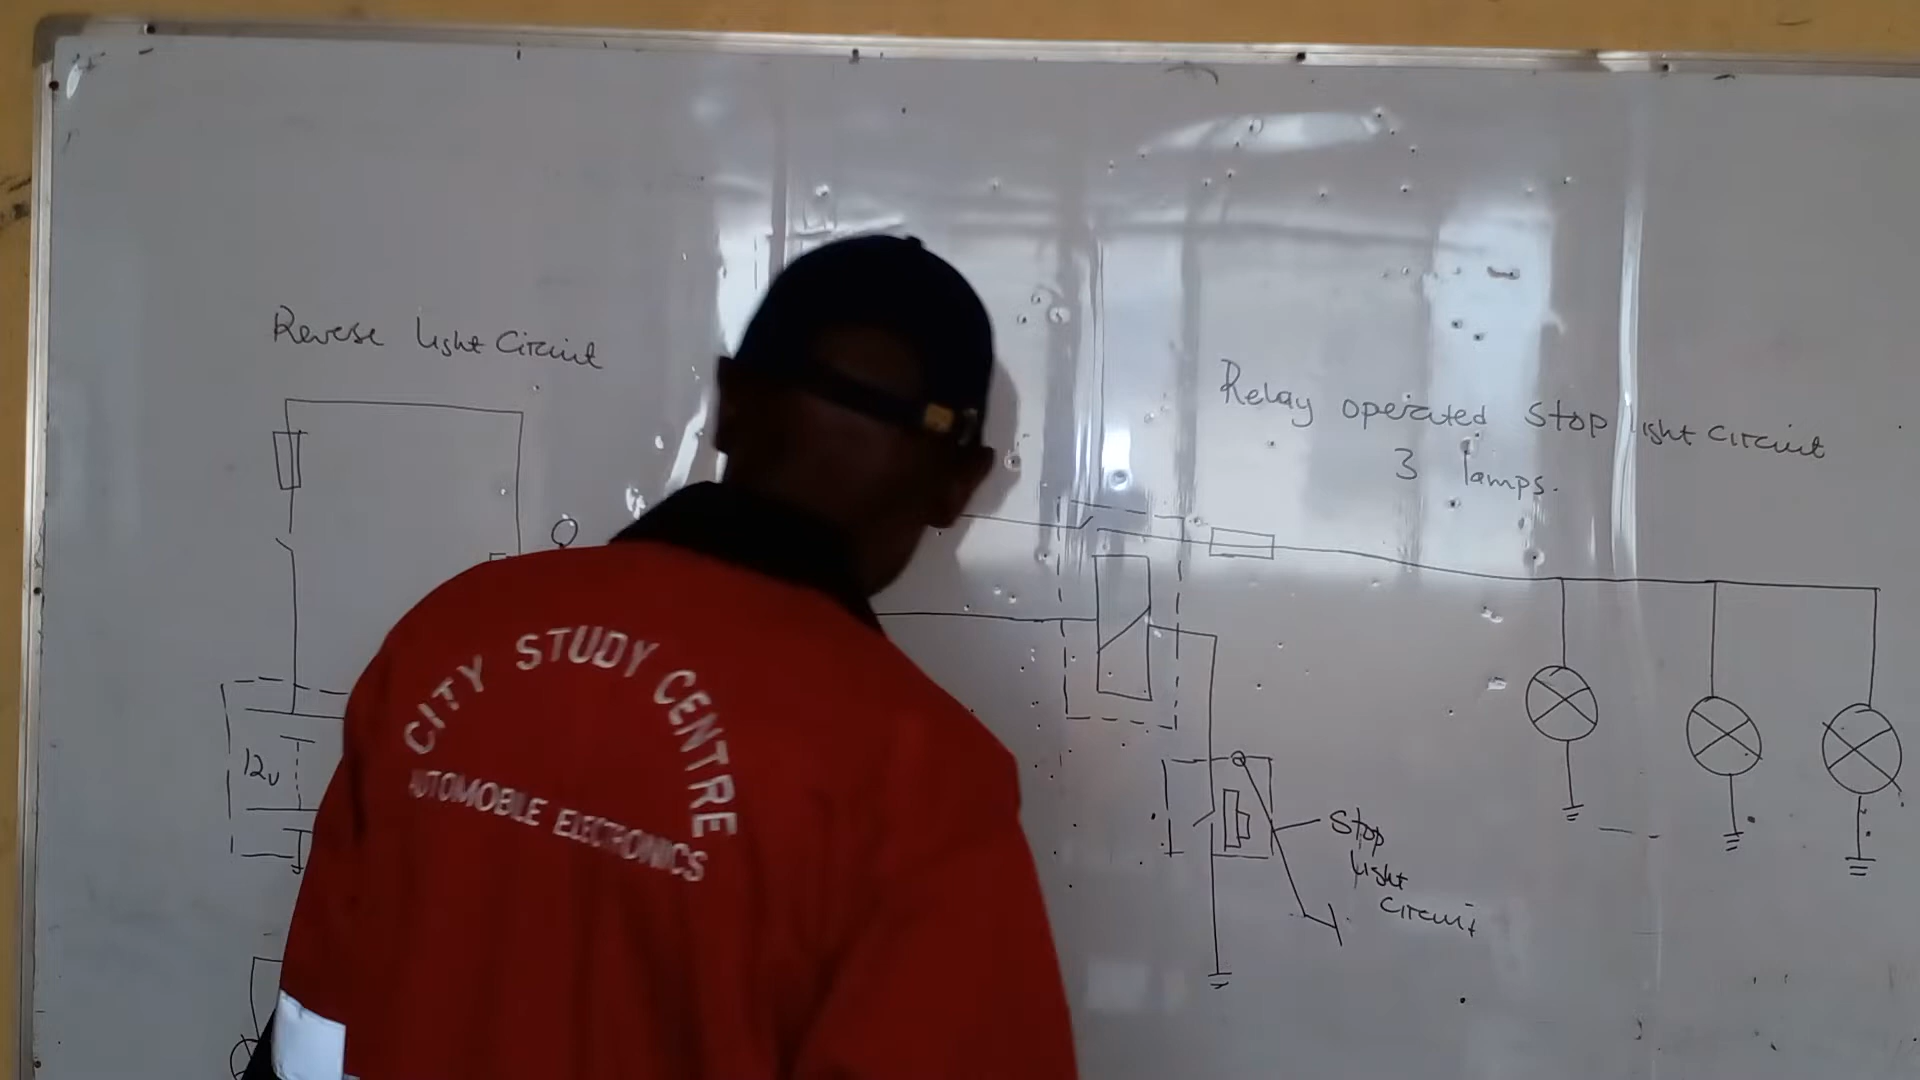 Reverse light Circuit
Relay operated Stop light circuit
3 lamps.
12v
CITY STUDY CENTRE
AUTOMOBILE ELECTRONICS
Stop
light
circuit